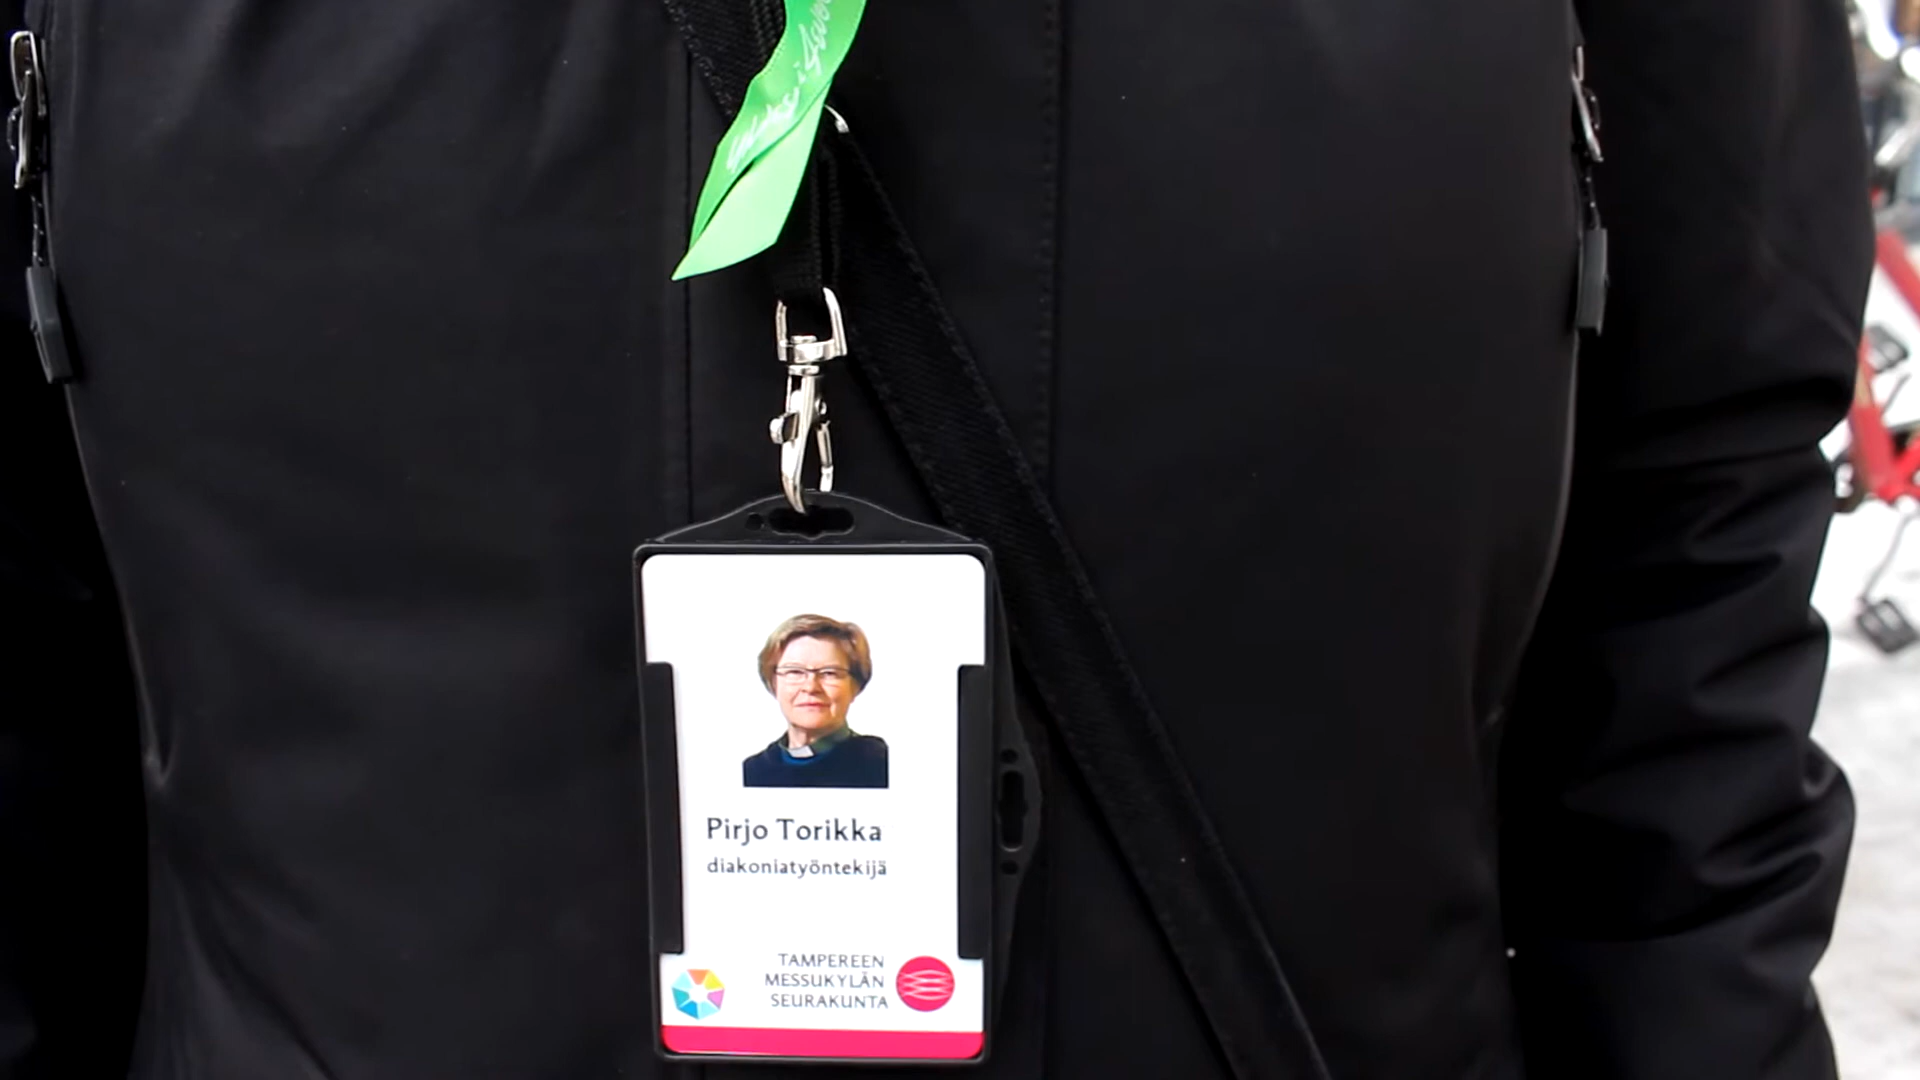 Pirjo Torikka
diakoniatyöntekijä
TAMPEREEN
MESSUKYLÄN
SEURAKUNTA